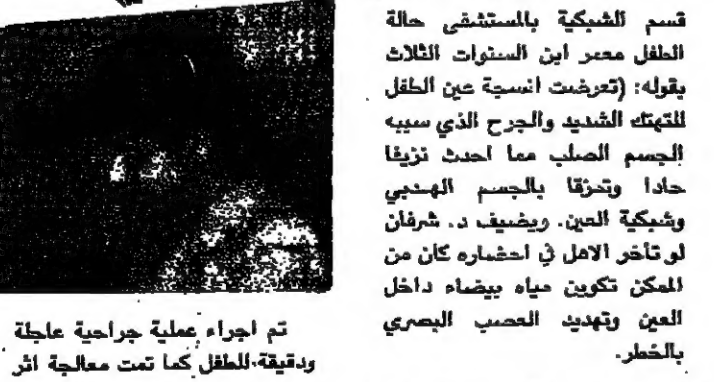 قسم الشبكية بالمستشفى حالة
الطفل معمر ابن السنوات الثلاث
بقوله: (تعرضت انسجة عين الطفل
للتهتك الشديد والجرح الذي سببه
الجسم الصلب مما احدث نزيفا
حادا وتمزقا بالجسم الهدبي
وشبكية العين. ويضيف د. شرفان
لو تأخر الاهل في احضاره كان من
الممكن تكوين مياه بيضاء داخل
العين وتهديد العصب البصري
بالخطر.
تم اجراء عملية جراحية عاجلة
ودقيقة للطفل كما تمت معالجة اثر